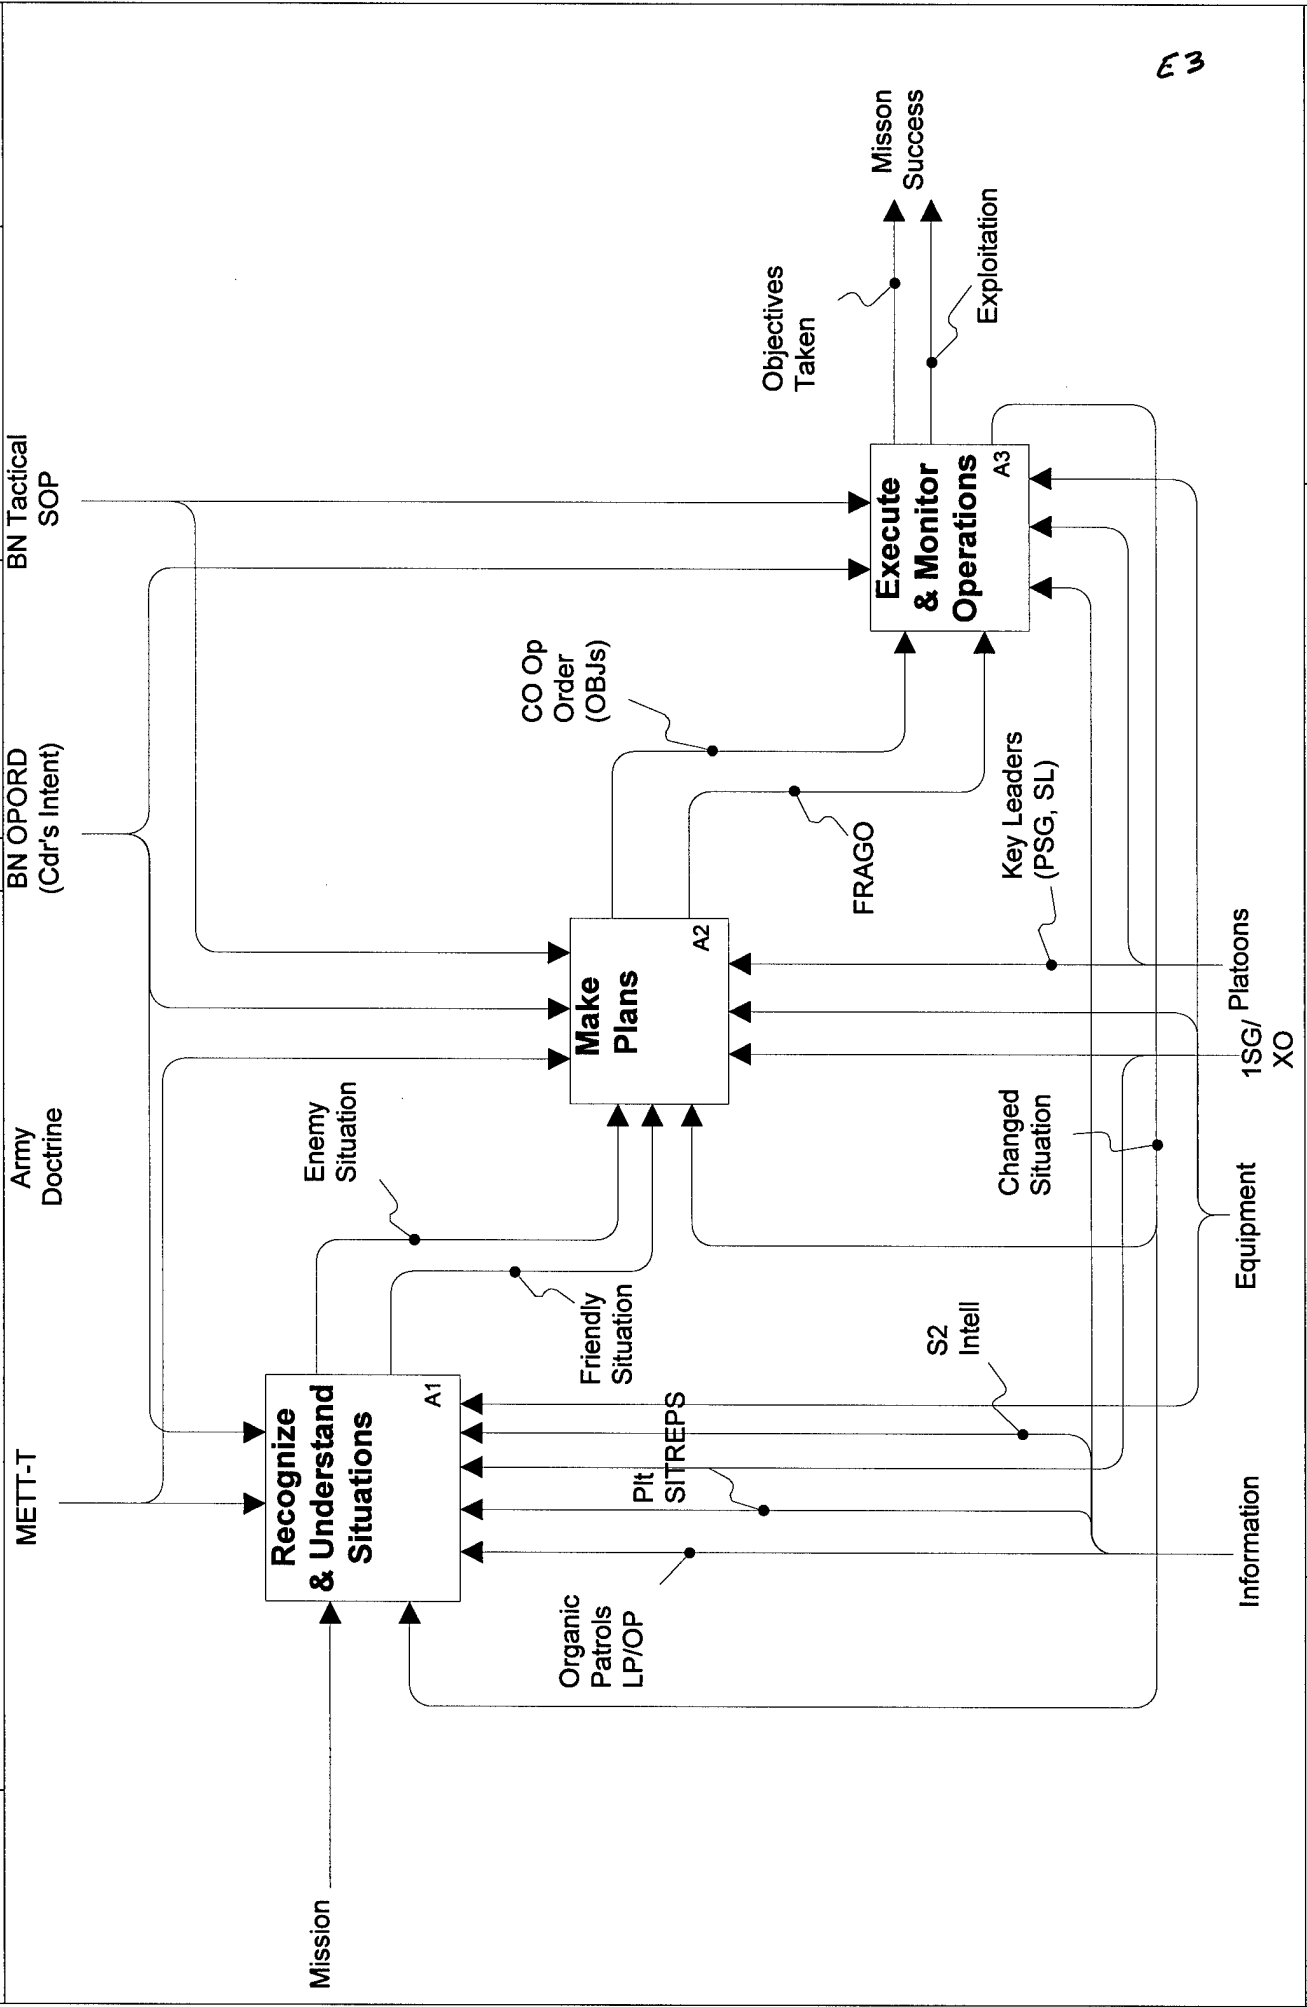 METT-T
Army
Doctrine
BN OPORD
(Cdr's Intent)
BN Tactical
SOP
Mission
Recognize
& Understand
Situations
A1
Enemy
Situation
Friendly
Situation
Make
Plans
A2
CO Op
Order
(OBJs)
FRAGO
Execute
& Monitor
Operations
A3
Objectives
Taken
Misson
Success
Exploitation
Organic
Patrols
LP/OP
Plt
SITREPS
S2
Intell
Changed
Situation
Key Leaders
(PSG, SL)
Information
Equipment
1SG/
XO
Platoons
E3